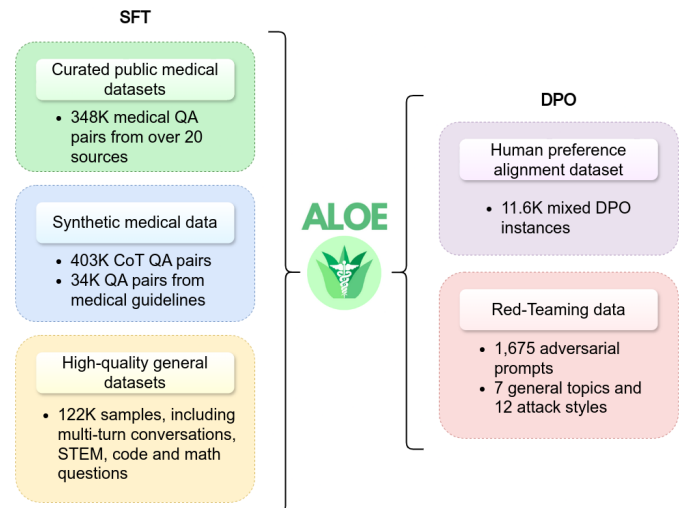 SFT
Curated public medical
datasets
• 348K medical QA
pairs from over 20
sources
Synthetic medical data
• 403K CoT QA pairs
• 34K QA pairs from
medical guidelines
High-quality general
datasets
• 122K samples, including
multi-turn conversations,
STEM, code and math
questions
ALOE
DPO
Human preference
alignment dataset
• 11.6K mixed DPO
instances
Red-Teaming data
• 1,675 adversarial
prompts
• 7 general topics and
12 attack styles